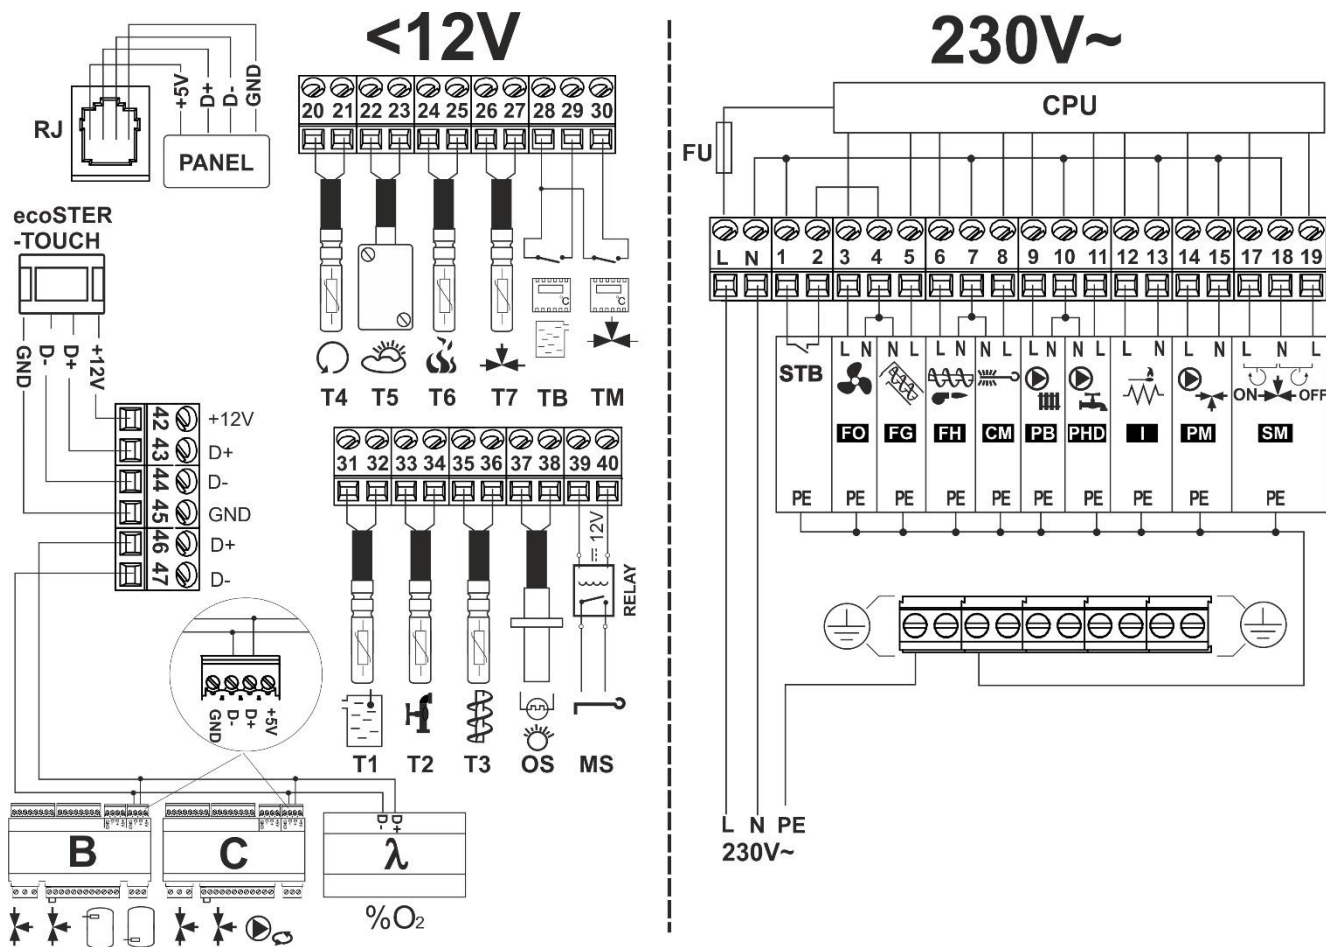 <12V
230V~
+5V
D+
D-
GND
RJ
PANEL
CPU
FU
20 21 22 23 24 25 26 27 28 29 30
L N 1 2 3 4 5 6 7 8 9 10 11 12 13 14 15 17 18 19
ecoSTER
-TOUCH
°C °C
GND
D-
D+
+12V
T4 T5 T6 T7 TB TM
L N N L L N N L L N N L L N L N L N L
STB
ON OFF
FO FG FH CM PB PHD I PM SM
PE PE PE PE PE PE PE PE PE PE
42 +12V
43 D+
44 D-
45 GND
46 D+
47 D-
31 32 33 34 35 36 37 38 39 40
12V
RELAY
GND
D-
D+
+5V
T1 T2 T3 OS MS
D-
D+
B C λ
%O2
L N PE
230V~